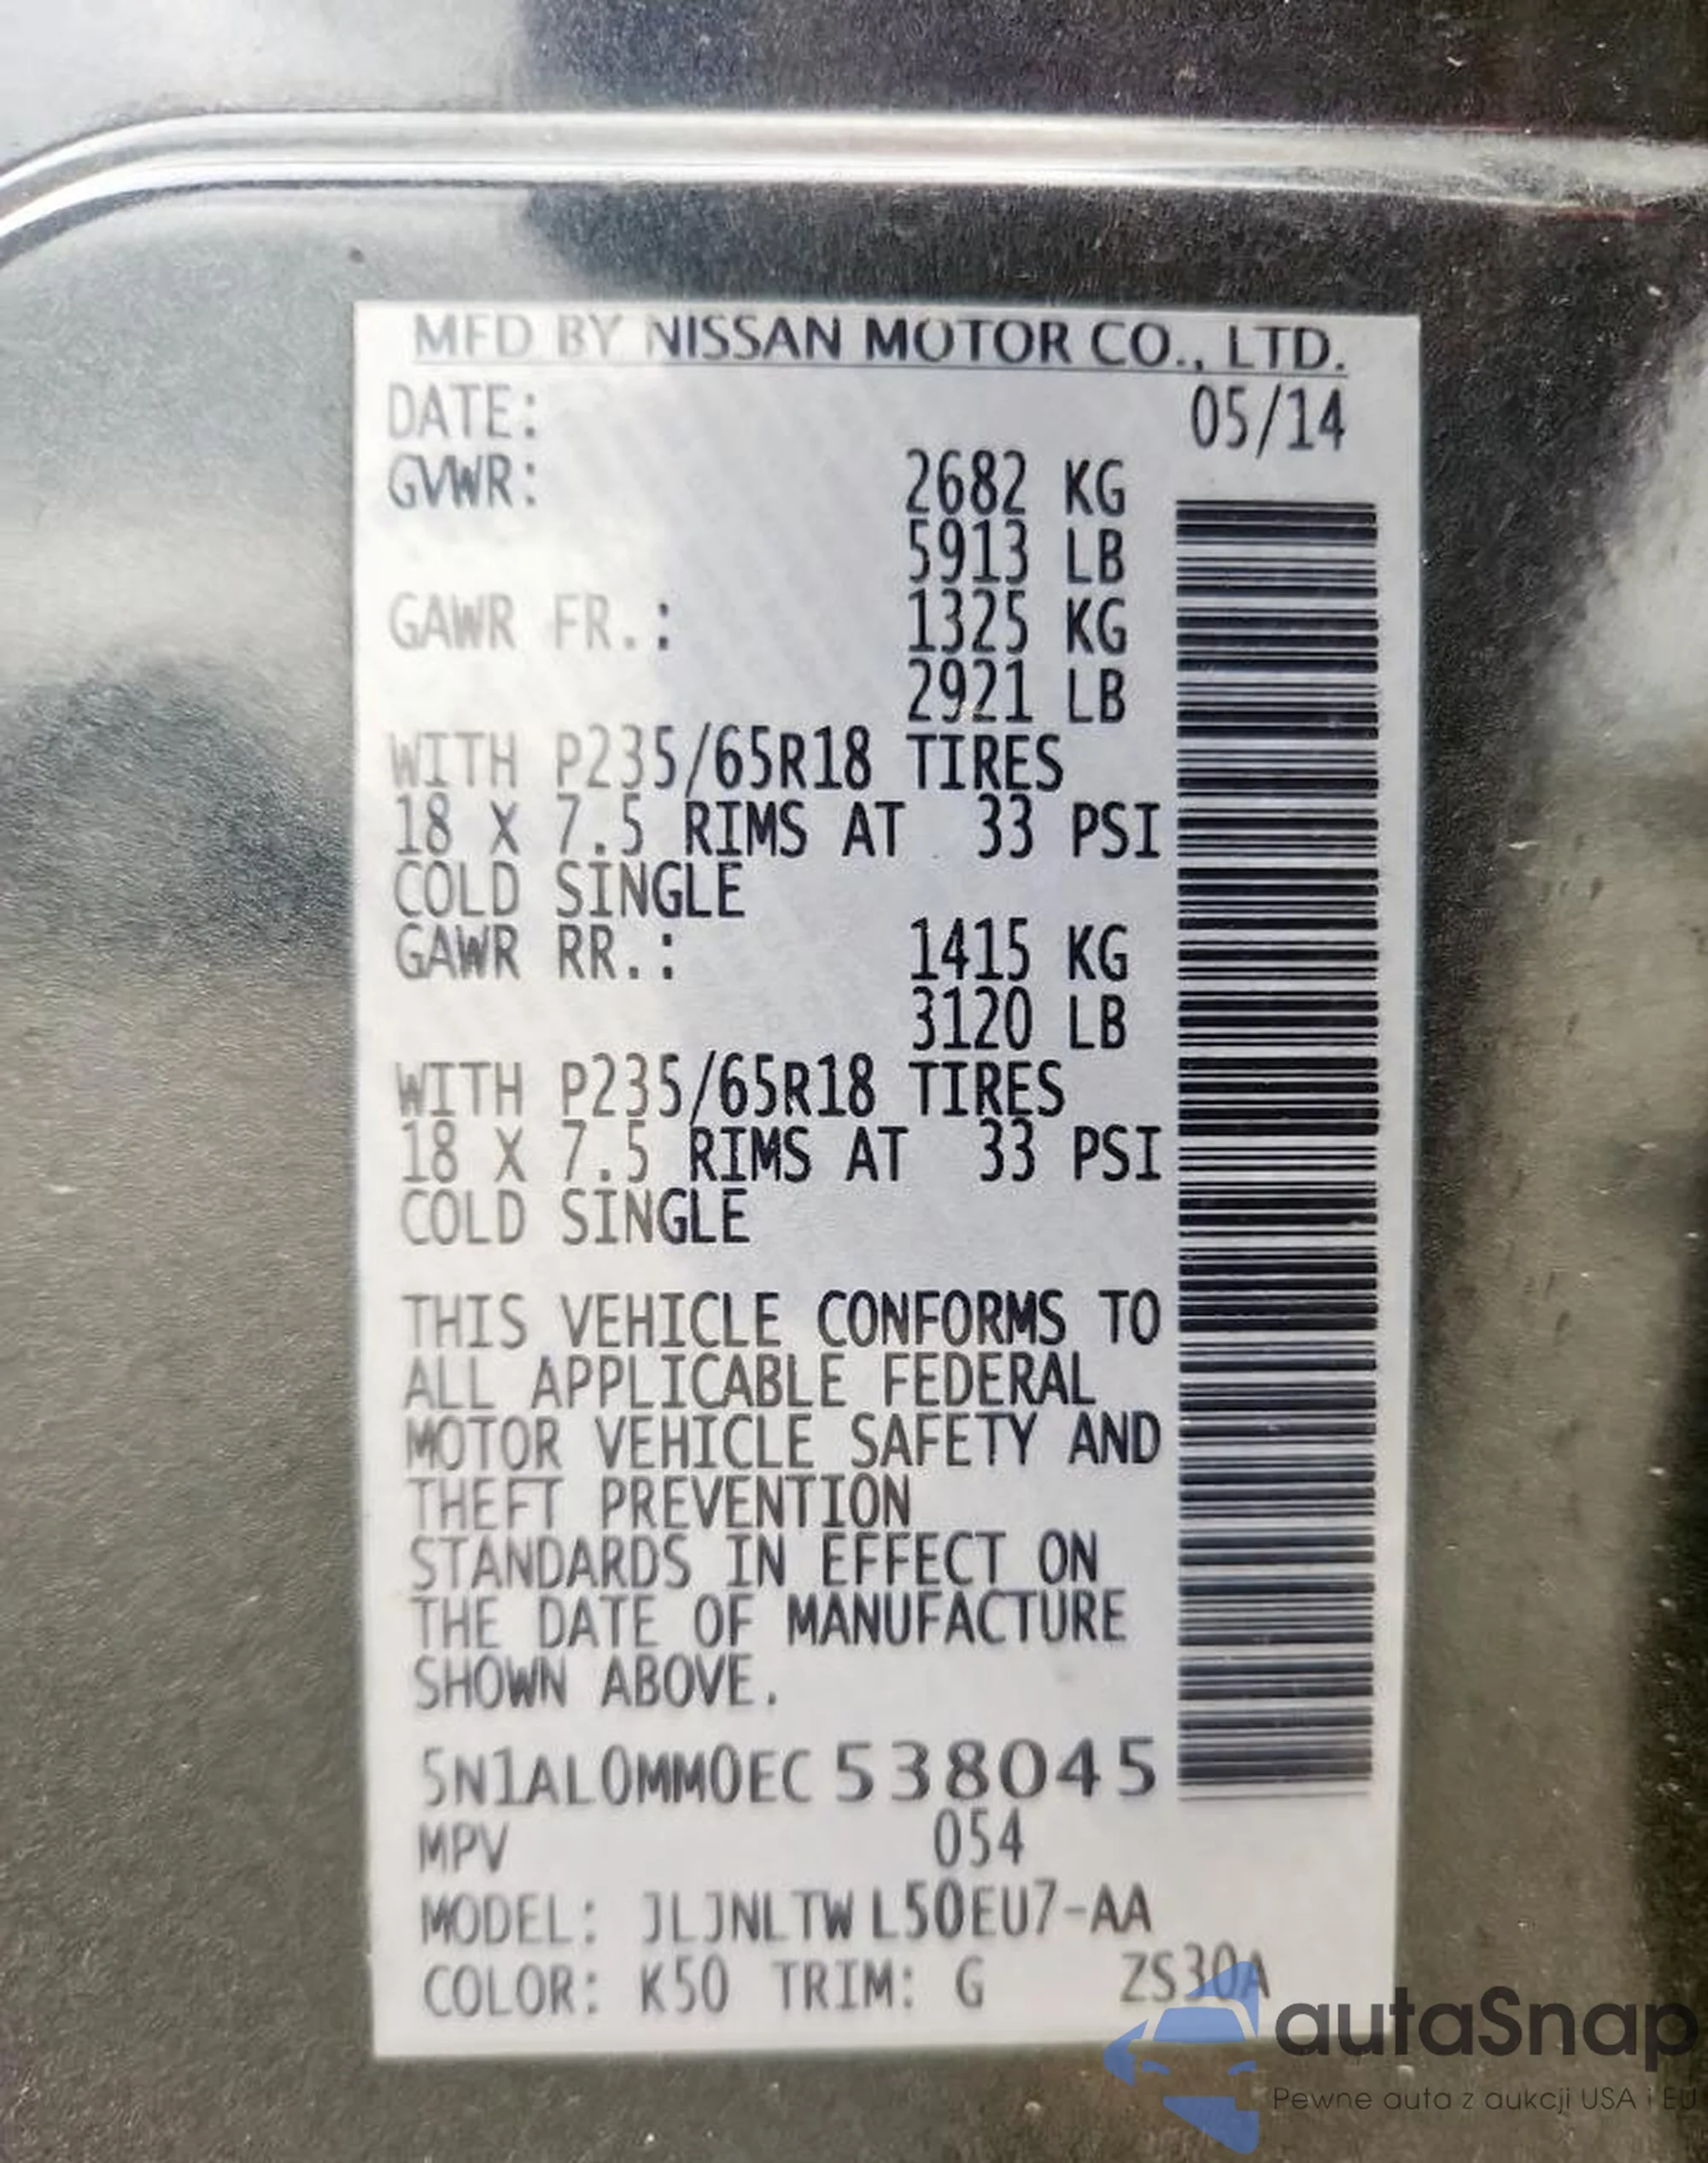 MFD BY NISSAN MOTOR CO., LTD.
DATE: 05/14
GVWR: 2682 KG
5913 LB
GAWR FR.: 1325 KG
2921 LB
WITH P235/65R18 TIRES
18 X 7.5 RIMS AT 33 PSI
COLD SINGLE
GAWR RR.: 1415 KG
3120 LB
WITH P235/65R18 TIRES
18 X 7.5 RIMS AT 33 PSI
COLD SINGLE
THIS VEHICLE CONFORMS TO
ALL APPLICABLE FEDERAL
MOTOR VEHICLE SAFETY AND
THEFT PREVENTION
STANDARDS IN EFFECT ON
THE DATE OF MANUFACTURE
SHOWN ABOVE.
5N1AL0MM0EC538045
MPV 054
MODEL: JLJNLTWL50EU7-AA
COLOR: K50 TRIM: G ZS30A
autaSnap
Pewne auta z aukcji USA i EU